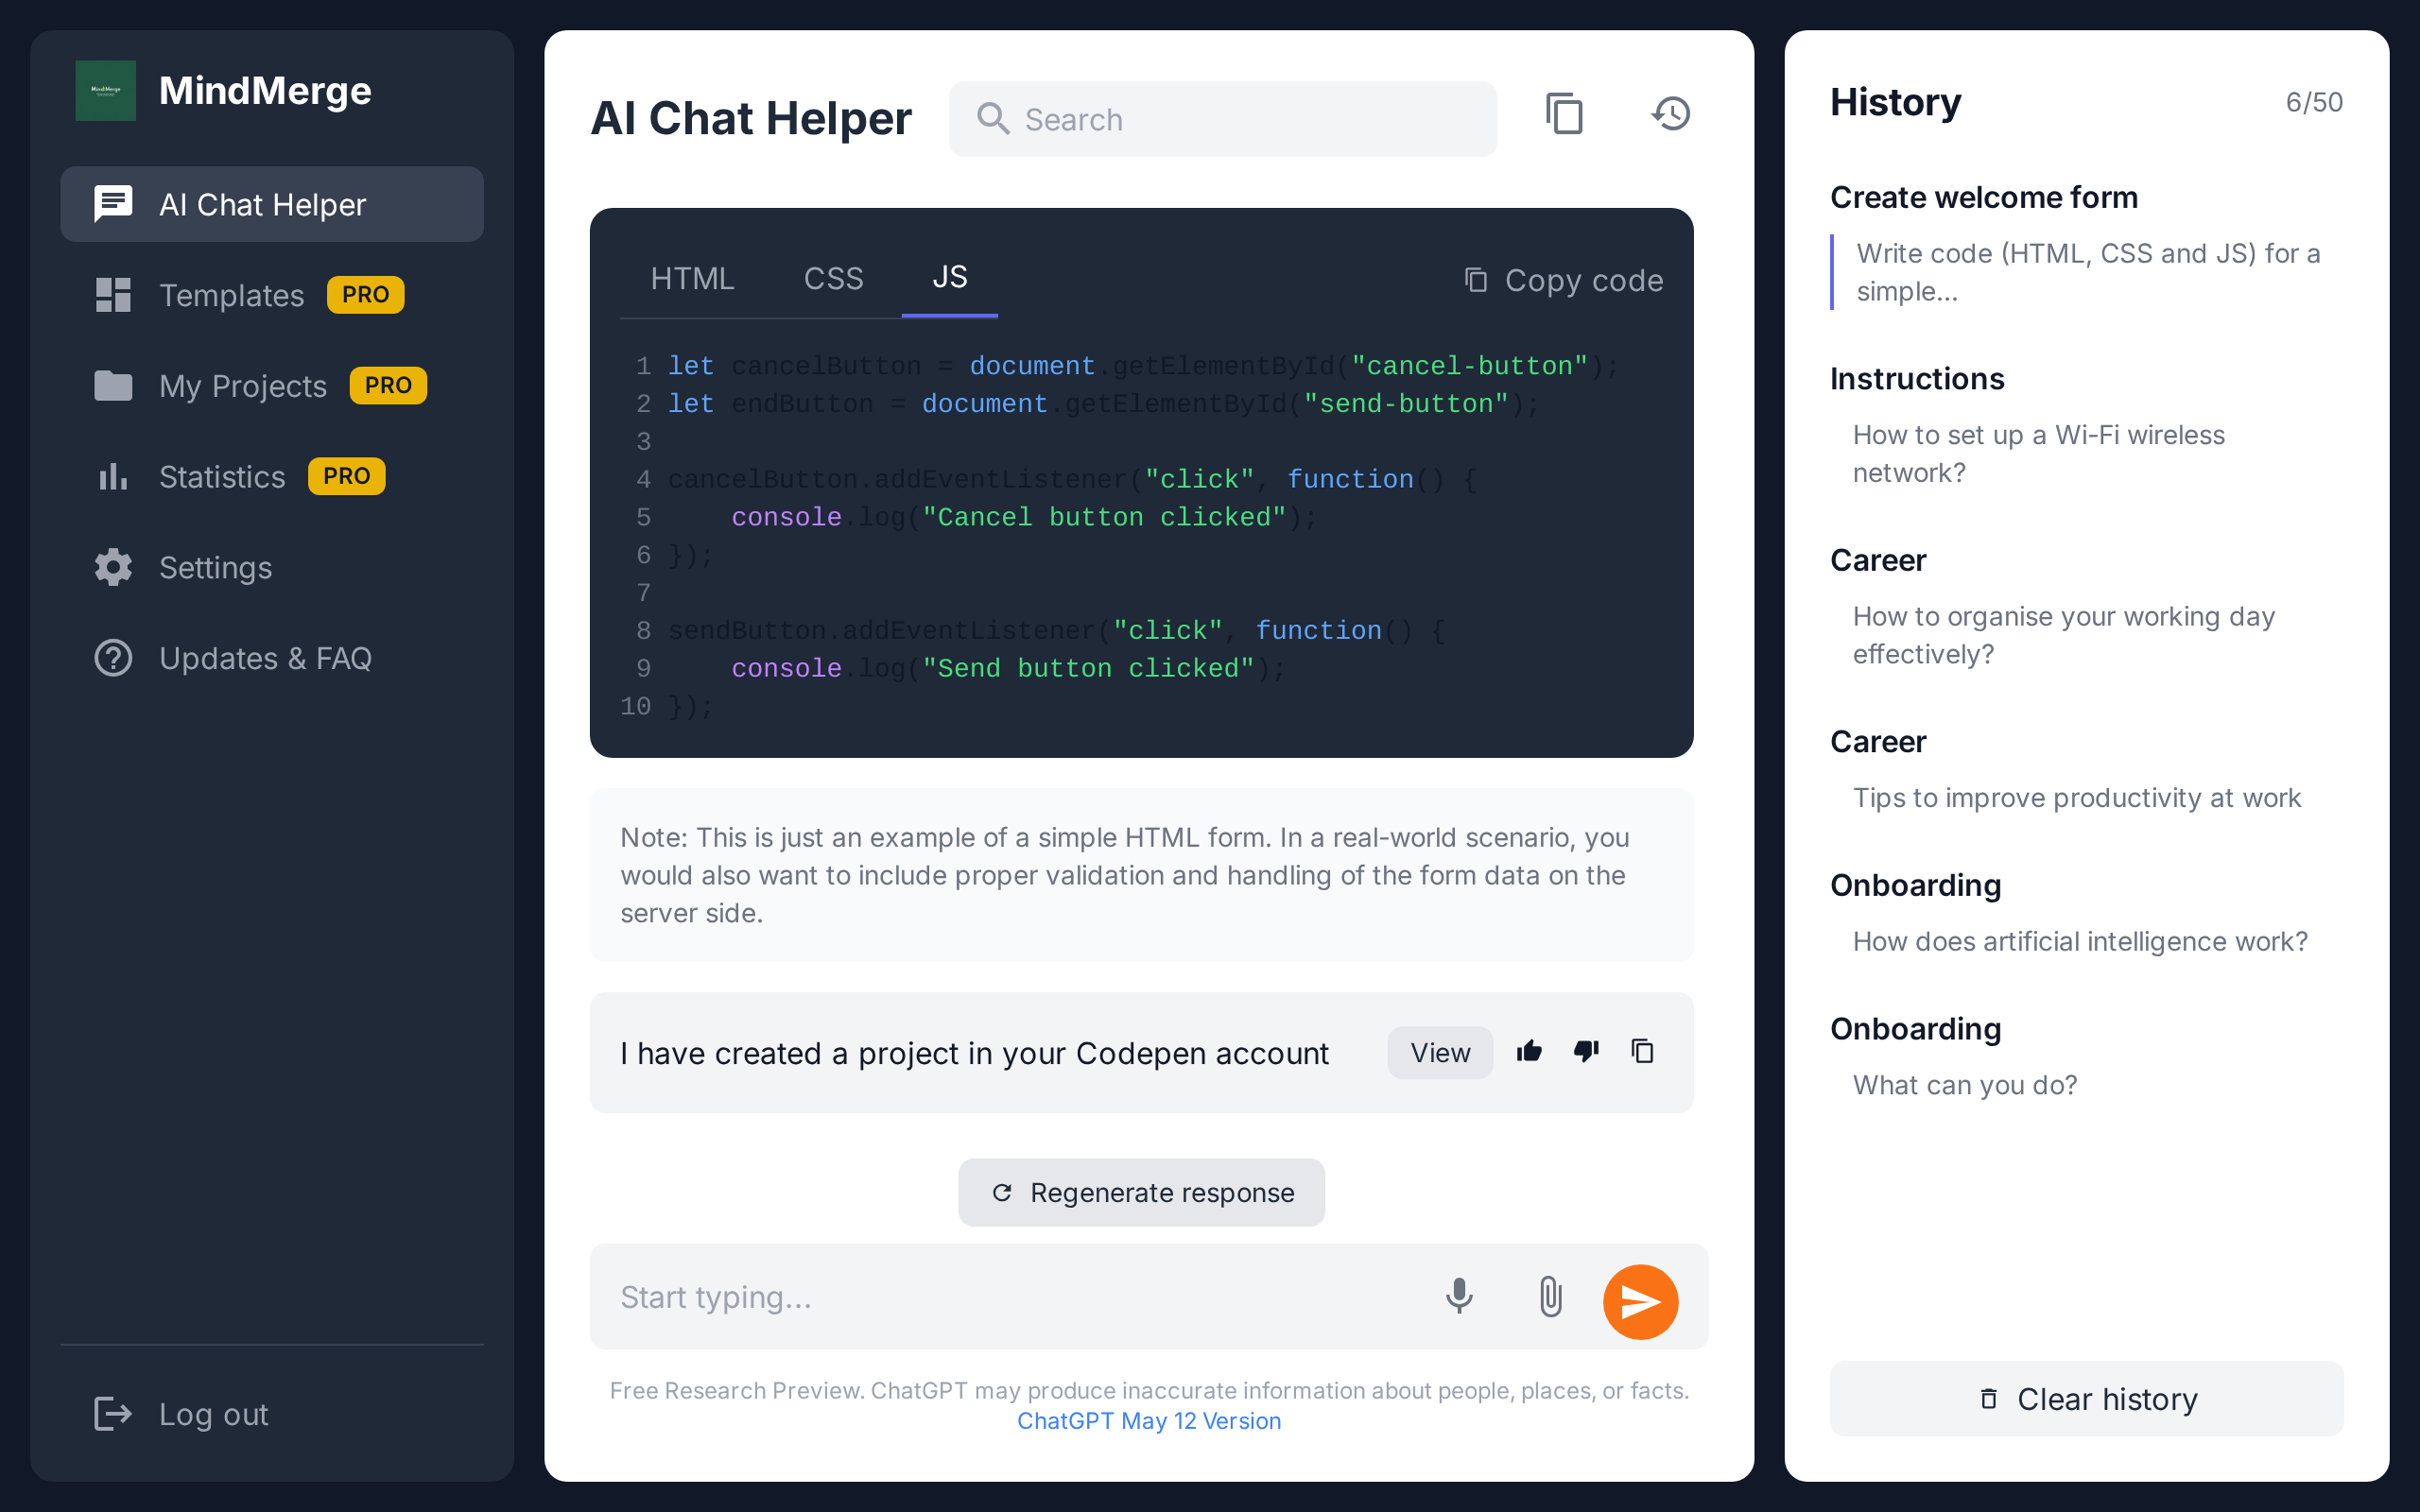 MindMerge
AI Chat Helper
Templates PRO
My Projects PRO
Statistics PRO
Settings
Updates & FAQ
Log out
AI Chat Helper
Search
HTML CSS JS
Copy code
1 let cancelButton = document.getElementById("cancel-button");
2 let endButton = document.getElementById("send-button");
3
4 cancelButton.addEventListener("click", function() {
5     console.log("Cancel button clicked");
6 });
7
8 sendButton.addEventListener("click", function() {
9     console.log("Send button clicked");
10 });
Note: This is just an example of a simple HTML form. In a real-world scenario, you
would also want to include proper validation and handling of the form data on the
server side.
I have created a project in your Codepen account
View
Regenerate response
Start typing...
Free Research Preview. ChatGPT may produce inaccurate information about people, places, or facts.
ChatGPT May 12 Version
History
6/50
Create welcome form
Write code (HTML, CSS and JS) for a
simple...
Instructions
How to set up a Wi-Fi wireless
network?
Career
How to organise your working day
effectively?
Career
Tips to improve productivity at work
Onboarding
How does artificial intelligence work?
Onboarding
What can you do?
Clear history